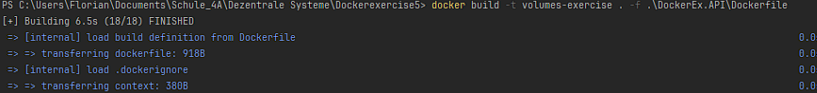 PS C:\Users\Florian\Documents\Schule_4A\Dezentrale Systeme\Dockerexercise5> docker build -t volumes-exercise . -f .\DockerEx.API\Dockerfile
[+] Building 6.5s (18/18) FINISHED
=> [internal] load build definition from Dockerfile 0.0
=> => transferring dockerfile: 918B 0.0
=> [internal] load .dockerignore 0.0
=> => transferring context: 380B 0.0